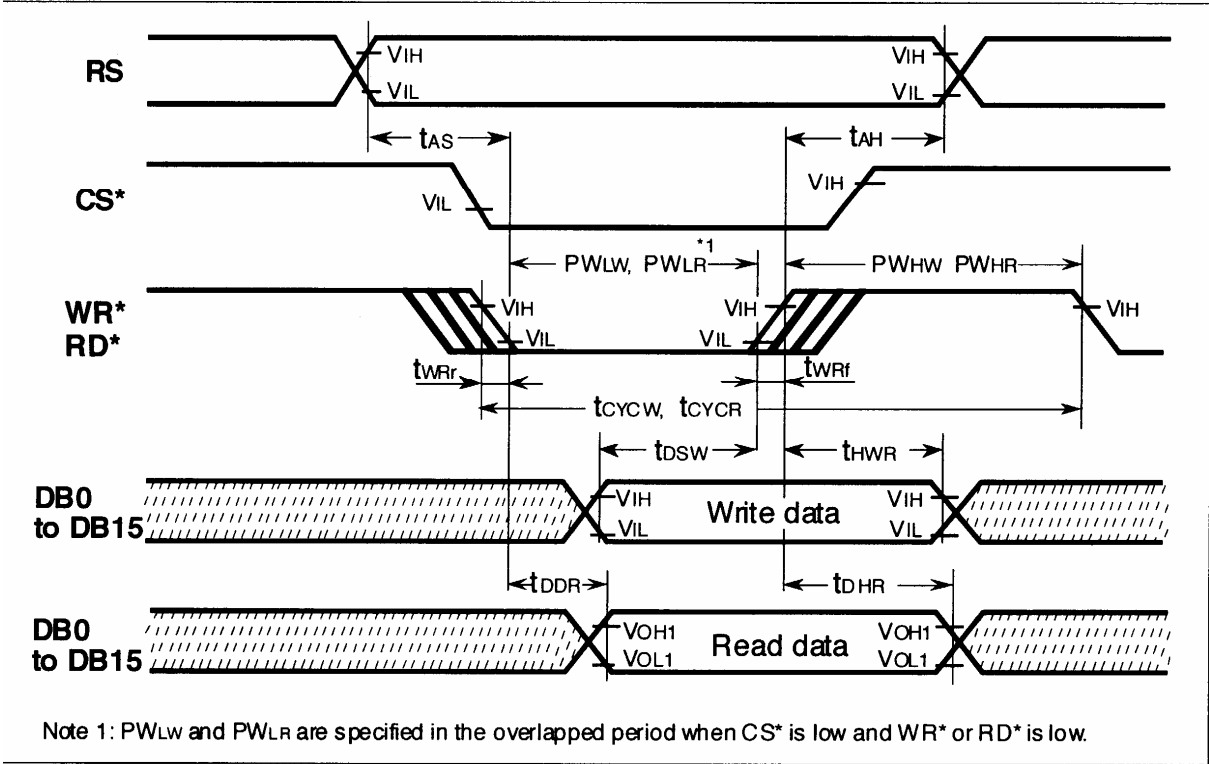 RS
VIH
VIL
VIH
VIL
tAS
tAH
CS*
VIL
VIH
PWLW, PWLR *1
PWHW PWHR
WR*
RD*
VIH
VIL
VIH
VIL
VIH
tWRr
tWRf
tCYCW, tCYCR
tDSW
tHWR
DB0
to DB15
VIH
VIL
Write data
VIH
VIL
tDDR
tDHR
DB0
to DB15
VOH1
VOL1
Read data
VOH1
VOL1
Note 1: PWLW and PWLR are specified in the overlapped period when CS* is low and WR* or RD* is low.